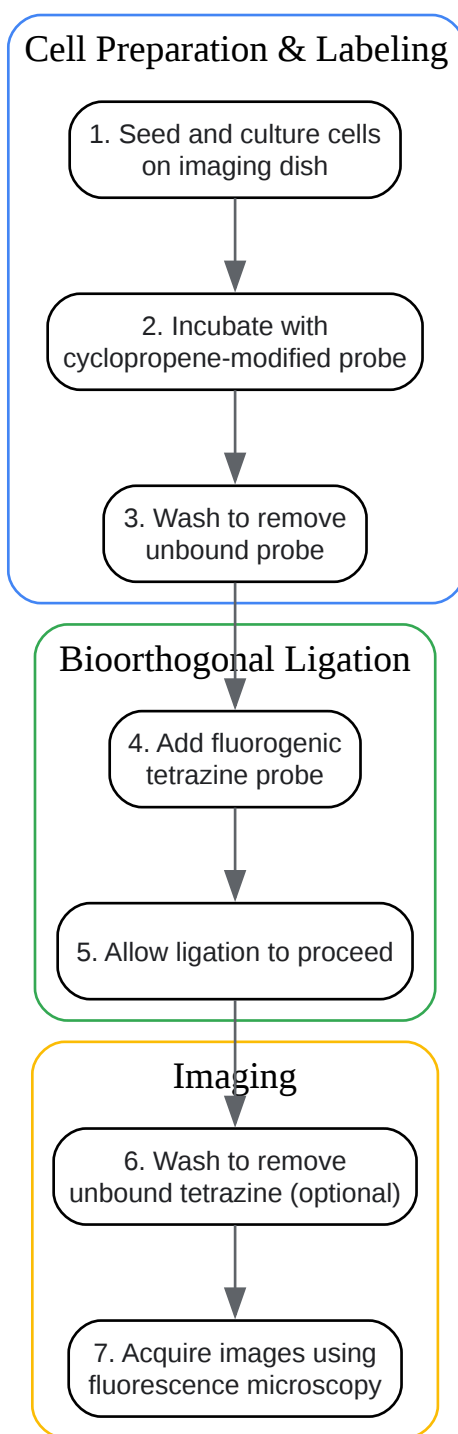 Cell Preparation & Labeling
1. Seed and culture cells
on imaging dish
2. Incubate with
cyclopropene-modified probe
3. Wash to remove
unbound probe
Bioorthogonal Ligation
4. Add fluorogenic
tetrazine probe
5. Allow ligation to proceed
Imaging
6. Wash to remove
unbound tetrazine (optional)
7. Acquire images using
fluorescence microscopy